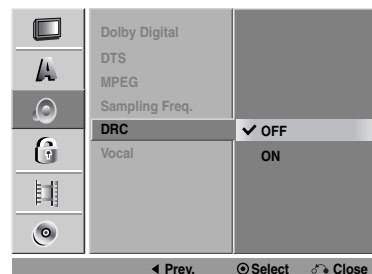 Dolby Digital
DTS
MPEG
Sampling Freq.
DRC
OFF
Vocal
ON
Prev. Select Close